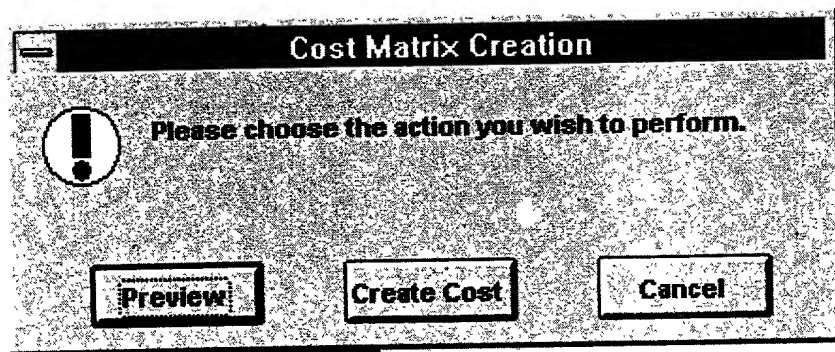 Cost Matrix Creation
Please choose the action you wish to perform.
Preview Create Cost Cancel